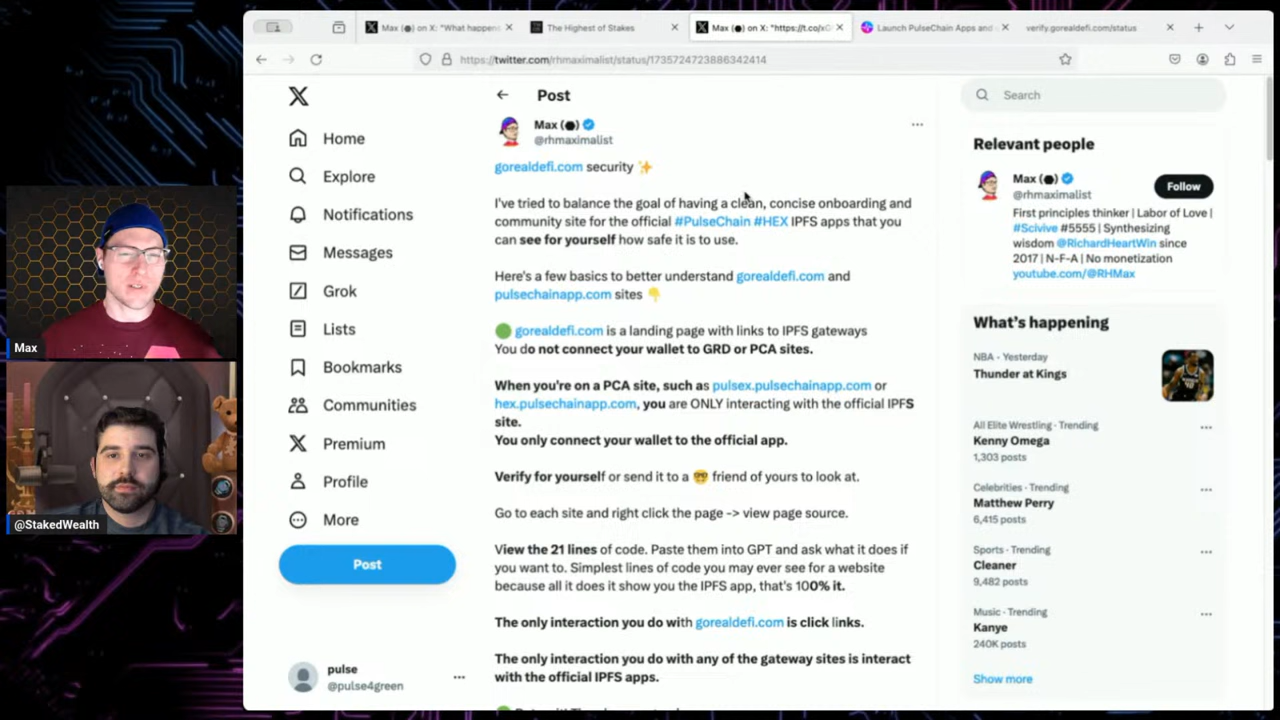 Max (⬣) on X: "What happen
The Highest of Stakes
Max (⬣) on X: "https://t.co/x
Launch PulseChain Apps and
verify.gorealdefi.com/status
https://twitter.com/rhmaximalist/status/1735724723886342414
Home
Explore
Notifications
Messages
Grok
Lists
Bookmarks
Communities
Premium
Profile
More
Post
pulse
@pulse4green
Post
Max (⬣)
@rhmaximalist
gorealdefi.com security ✨
I've tried to balance the goal of having a clean, concise onboarding and
community site for the official #PulseChain #HEX IPFS apps that you
can see for yourself how safe it is to use.
Here's a few basics to better understand gorealdefi.com and
pulsechainapp.com sites 👇
🟢 gorealdefi.com is a landing page with links to IPFS gateways
You do not connect your wallet to GRD or PCA sites.
When you're on a PCA site, such as pulsex.pulsechainapp.com or
hex.pulsechainapp.com, you are ONLY interacting with the official IPFS
site.
You only connect your wallet to the official app.
Verify for yourself or send it to a 🤓 friend of yours to look at.
Go to each site and right click the page -> view page source.
View the 21 lines of code. Paste them into GPT and ask what it does if
you want to. Simplest lines of code you may ever see for a website
because all it does it show you the IPFS app, that's 100% it.
The only interaction you do with gorealdefi.com is click links.
The only interaction you do with any of the gateway sites is interact
with the official IPFS apps.
Search
Relevant people
Max (⬣)
@rhmaximalist
Follow
First principles thinker | Labor of Love |
#Scivive #5555 | Synthesizing
wisdom @RichardHeartWin since
2017 | N-F-A | No monetization
youtube.com/@RHMax
What's happening
NBA · Yesterday
Thunder at Kings
All Elite Wrestling · Trending
Kenny Omega
1,303 posts
Celebrities · Trending
Matthew Perry
6,415 posts
Sports · Trending
Cleaner
9,482 posts
Music · Trending
Kanye
240K posts
Show more
Max
@StakedWealth